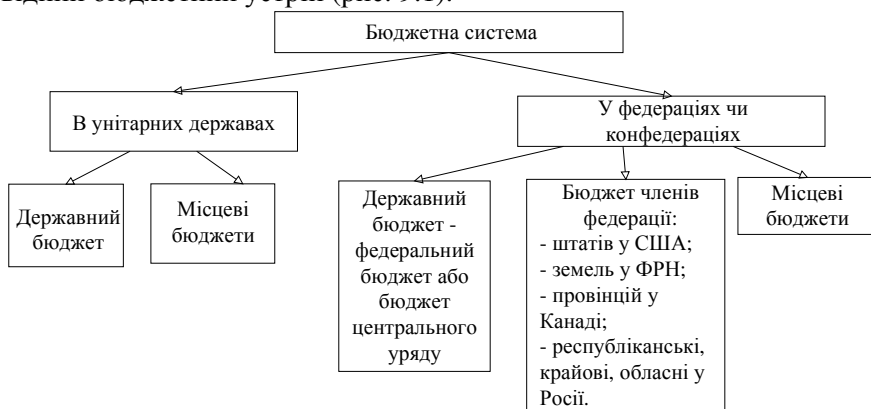 бюджетний устрій (рис. 9.1).
Бюджетна система
В унітарних державах
У федераціях чи
конфедераціях
Державний
бюджет
Місцеві
бюджети
Державний
бюджет -
федеральний
бюджет або
бюджет
центрального
уряду
Бюджет членів
федерації:
- штатів у США;
- земель у ФРН;
- провінцій у
Канаді;
- республіканські,
крайові, обласні у
Росії.
Місцеві
бюджети